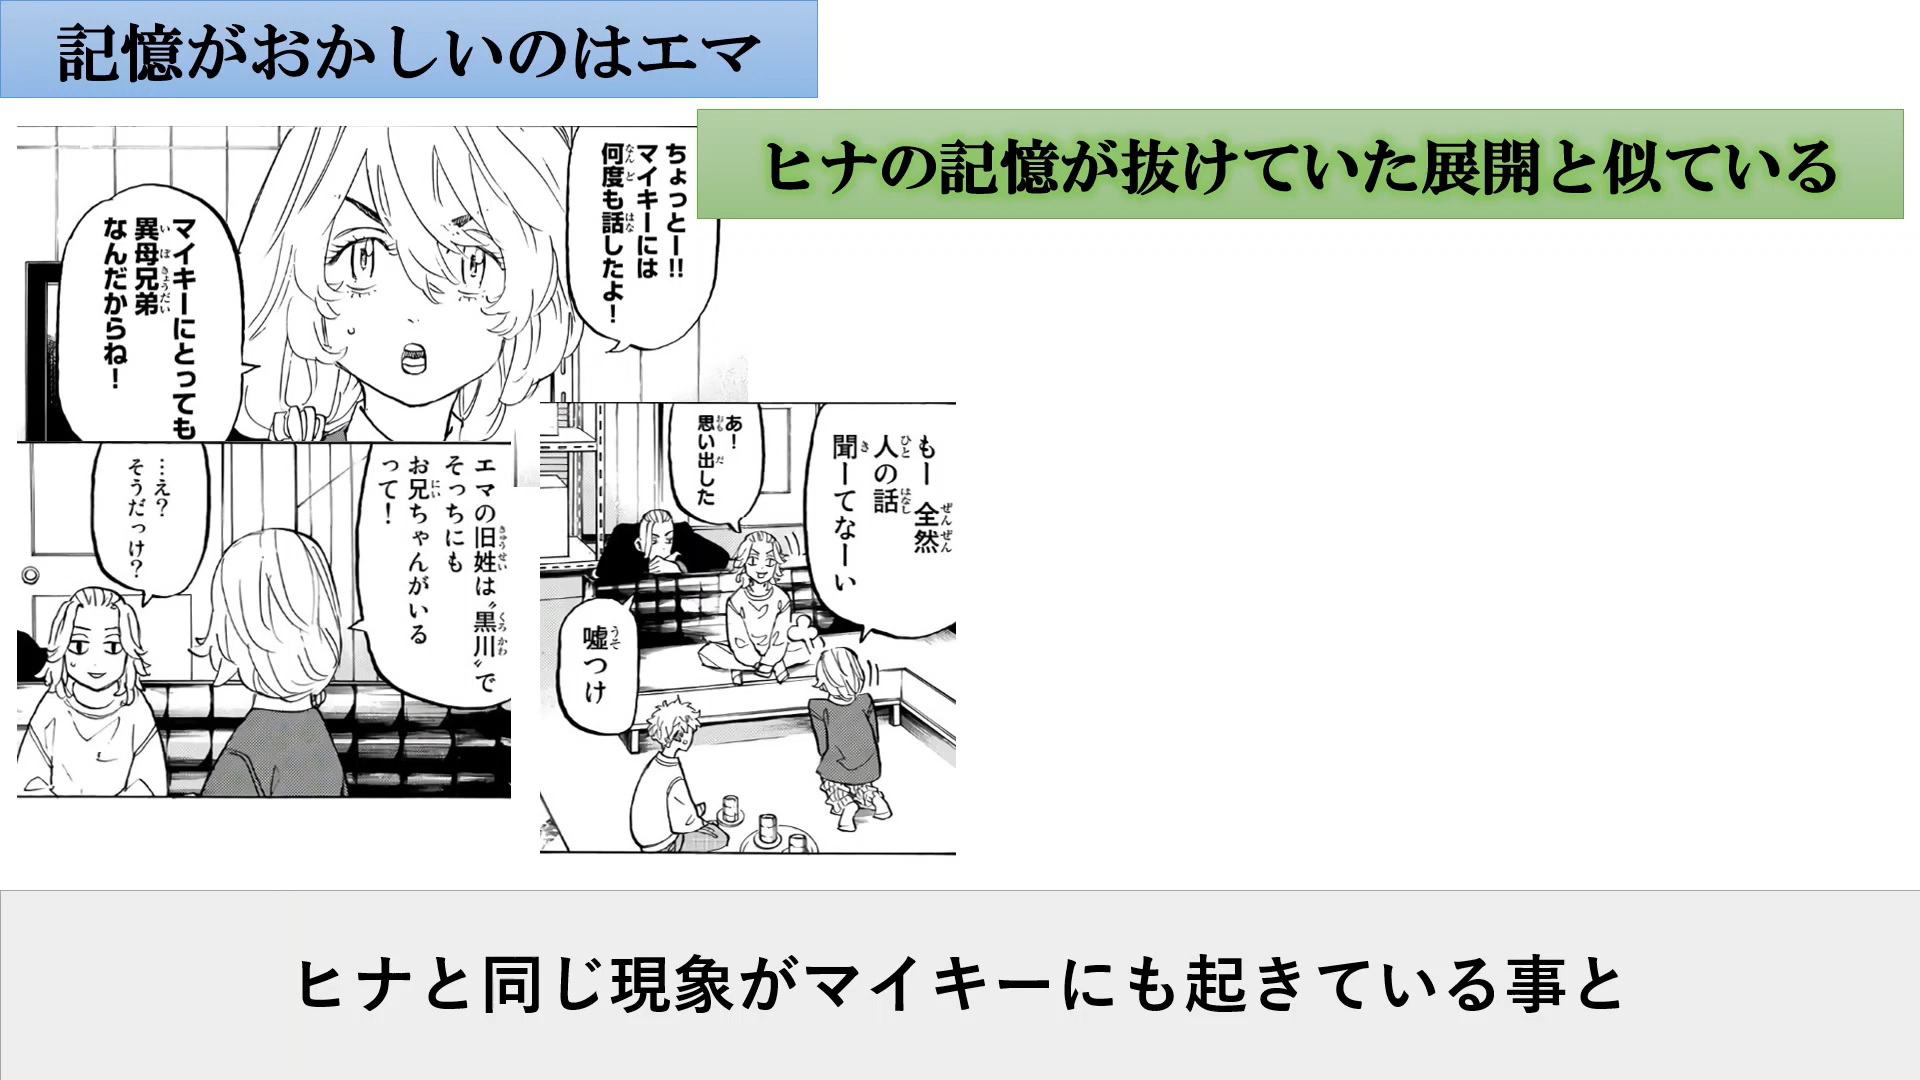 記憶がおかしいのはエマ
ヒナの記憶が抜けていた展開と似ている
ちょっとー!!
マイキーには
何度も話したよ！
マイキーにとっても
異母兄弟
なんだからね！
エマの旧姓は〝黒川〟で
そっちにも
お兄ちゃんがいる
って！
…え？
そうだっけ？
もー 全然
人の話
聞ーてなーい
あ！
思い出した
嘘つけ
ヒナと同じ現象がマイキーにも起きている事と